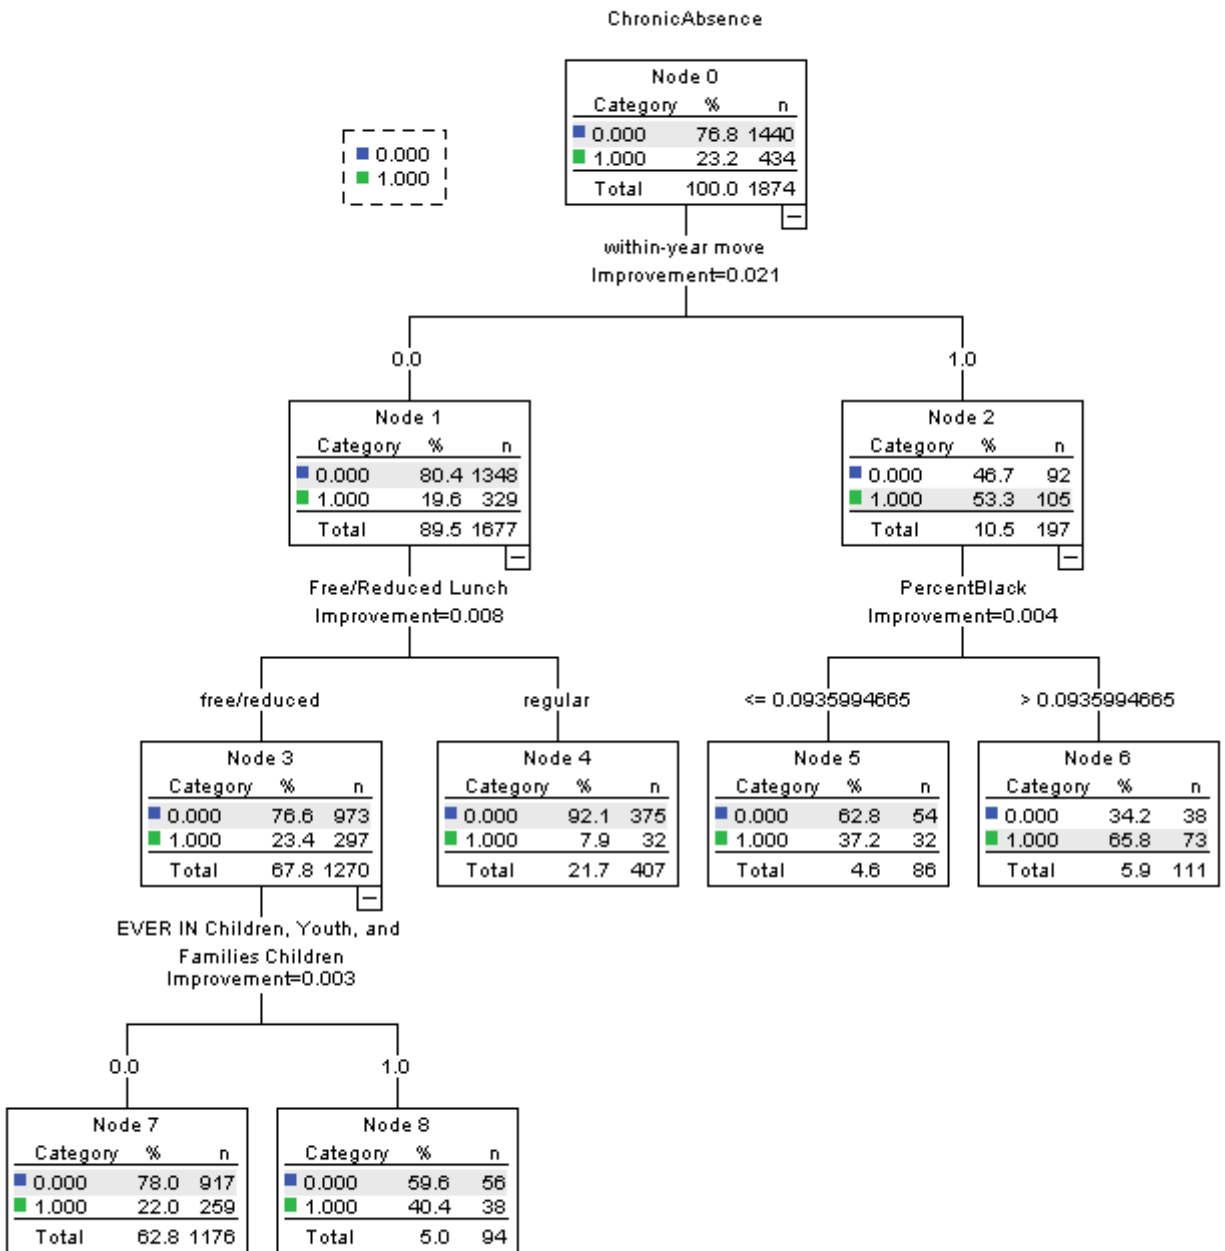 ChronicAbsence
Node 0
Category % n
0.000 76.8 1440
1.000 23.2 434
Total 100.0 1874
0.000
1.000
within-year move
Improvement=0.021
0.0
1.0
Node 1
Category % n
0.000 80.4 1348
1.000 19.6 329
Total 89.5 1677
Node 2
Category % n
0.000 46.7 92
1.000 53.3 105
Total 10.5 197
Free/Reduced Lunch
Improvement=0.008
PercentBlack
Improvement=0.004
free/reduced
regular
<= 0.0935994665
> 0.0935994665
Node 3
Category % n
0.000 76.6 973
1.000 23.4 297
Total 67.8 1270
Node 4
Category % n
0.000 92.1 375
1.000 7.9 32
Total 21.7 407
Node 5
Category % n
0.000 62.8 54
1.000 37.2 32
Total 4.6 86
Node 6
Category % n
0.000 34.2 38
1.000 65.8 73
Total 5.9 111
EVER IN Children, Youth, and
Families Children
Improvement=0.003
0.0
1.0
Node 7
Category % n
0.000 78.0 917
1.000 22.0 259
Total 62.8 1176
Node 8
Category % n
0.000 59.6 56
1.000 40.4 38
Total 5.0 94